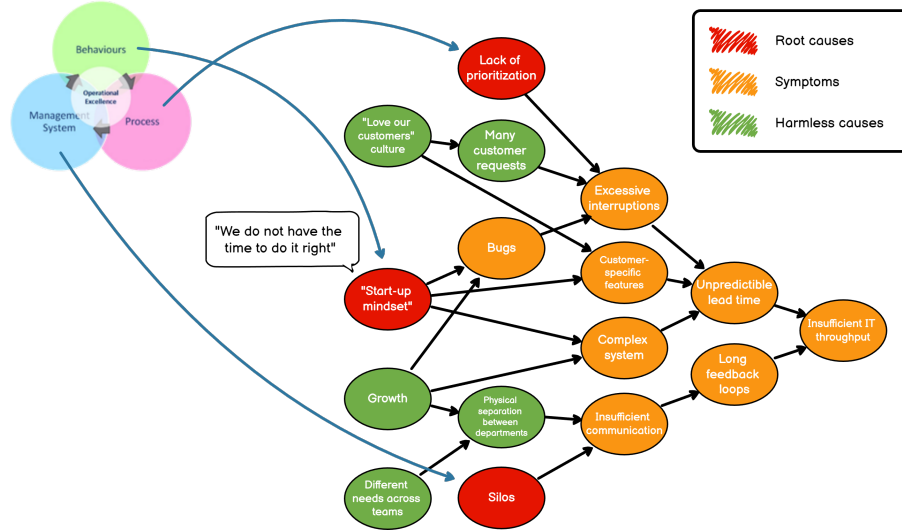 Behaviours
Operational
Excellence
Management
System
Process
Lack of
prioritization
Root causes
Symptoms
Harmless causes
"Love our
customers"
culture
Many
customer
requests
Excessive
interruptions
"We do not have the
time to do it right"
Bugs
Customer-
specific
features
"Start-up
mindset"
Unpredictible
lead time
Insufficient IT
throughput
Complex
system
Long
feedback
loops
Growth
Physical
separation
between
departments
Insufficient
communication
Different
needs across
teams
Silos